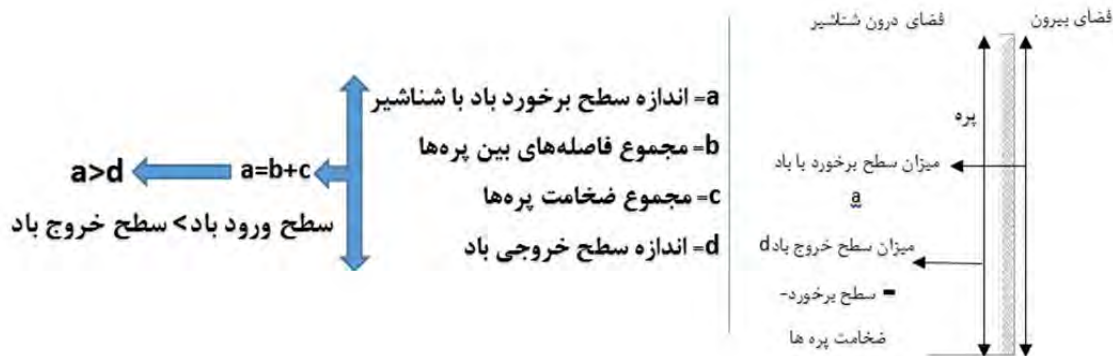 فضای بیرون
فضای درون شناشیر
پره
میزان سطح برخورد با باد
a
میزان سطح خروج باد d
= سطح برخورد-
ضخامت پره ها
a= اندازه سطح برخورد باد با شناشیر
b= مجموع فاصله‌های بین پره‌ها
c= مجموع ضخامت پره‌ها
d= اندازه سطح خروجی باد
a=b+c
a>d
سطح ورود باد > سطح خروج باد